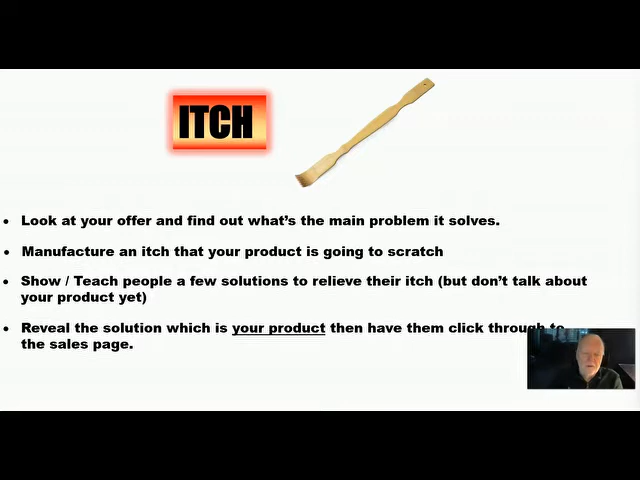 ITCH
• Look at your offer and find out what's the main problem it solves.
• Manufacture an itch that your product is going to scratch
• Show / Teach people a few solutions to relieve their itch (but don't talk about
your product yet)
• Reveal the solution which is your product then have them click through to
the sales page.